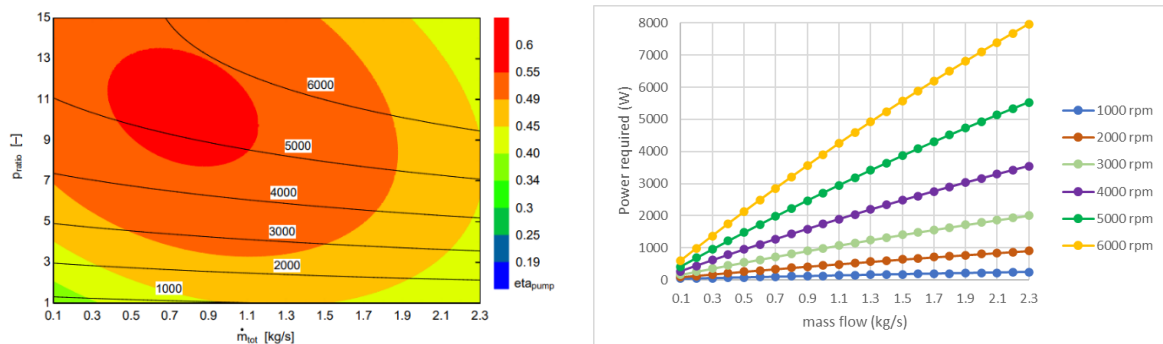 15
13
11
9
7
5
3
1
p_ratio [–]
6000
5000
4000
3000
2000
1000
0.1 0.3 0.5 0.7 0.9 1.1 1.3 1.5 1.7 1.9 2.1 2.3
ṁ_tot [kg/s]
0.6
0.55
0.49
0.45
0.40
0.34
0.25
0.19
eta_pump
8000
7000
6000
5000
4000
3000
2000
1000
0
Power required (W)
0.1 0.3 0.5 0.7 0.9 1.1 1.3 1.5 1.7 1.9 2.1 2.3
mass flow (kg/s)
1000 rpm
2000 rpm
3000 rpm
4000 rpm
5000 rpm
6000 rpm